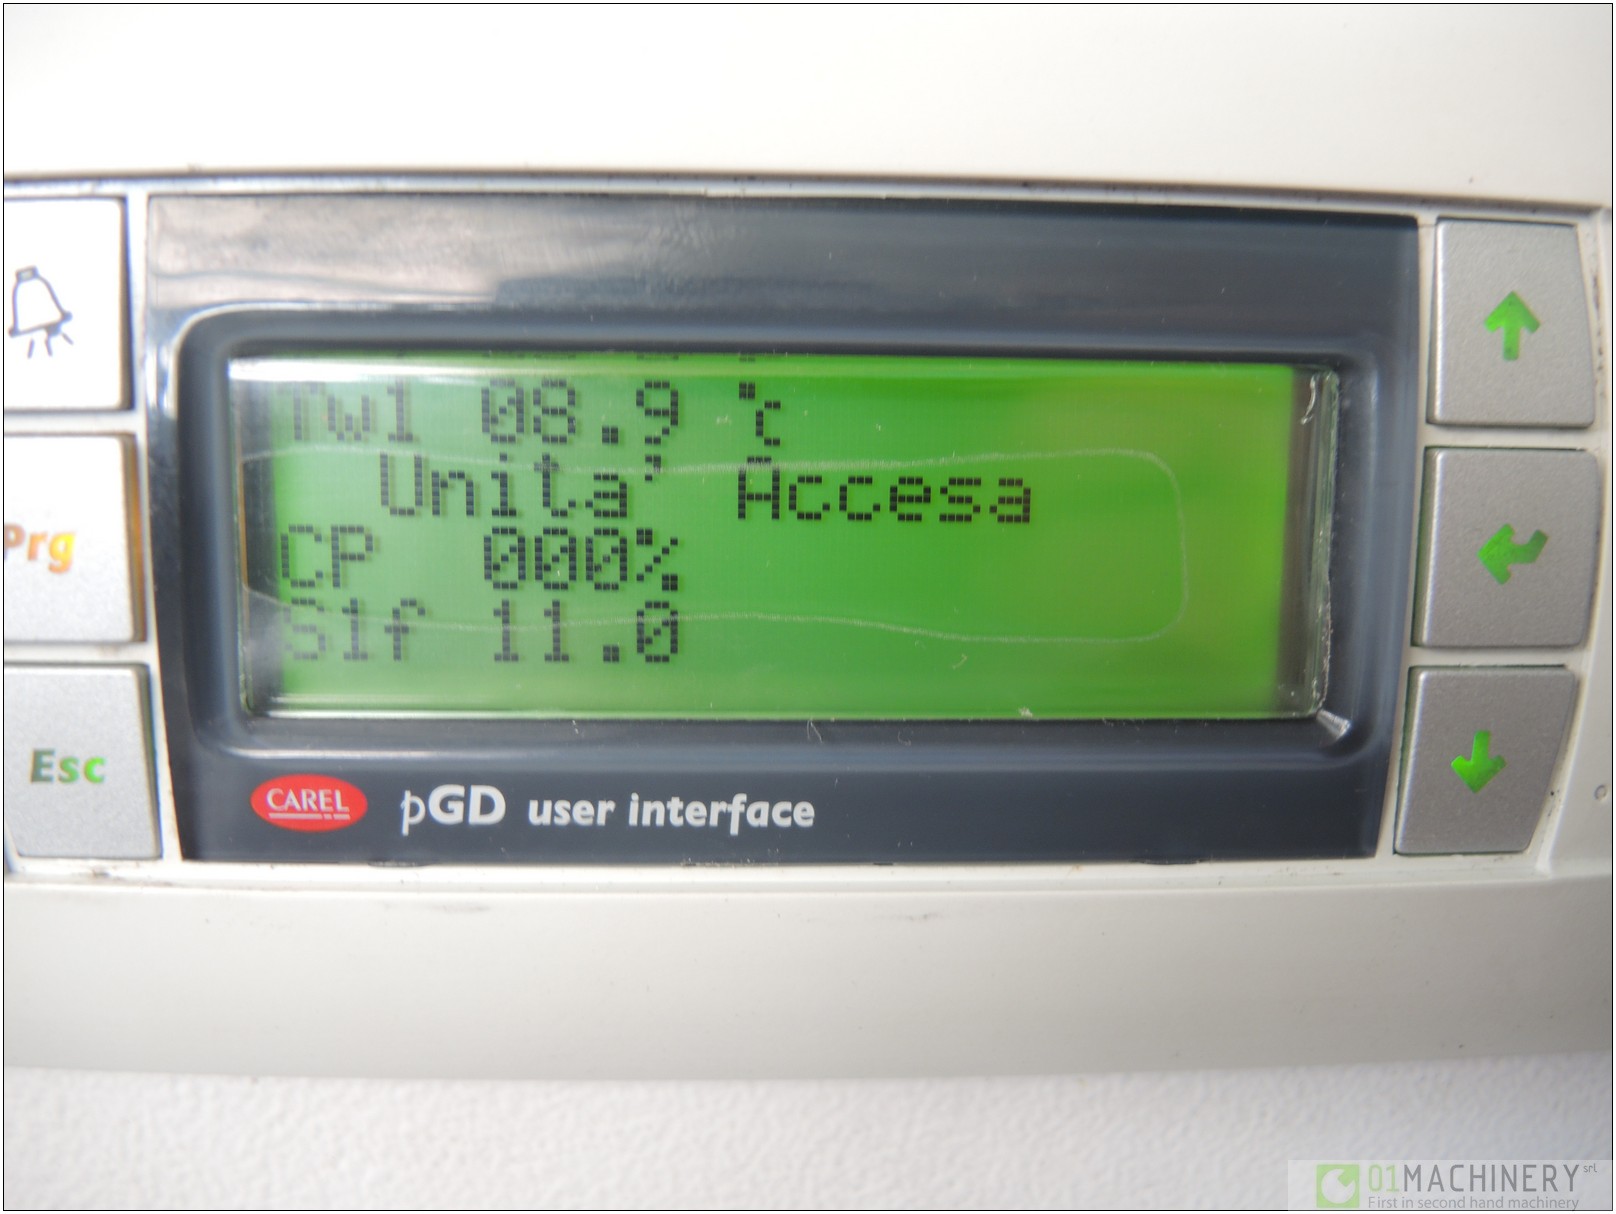 Tw1 08.9 °C
Unita' Accesa
CP 000%
S1f 11.0
Prg
Esc
CAREL
pGD user interface
01MACHINERY srl
First in second hand machinery